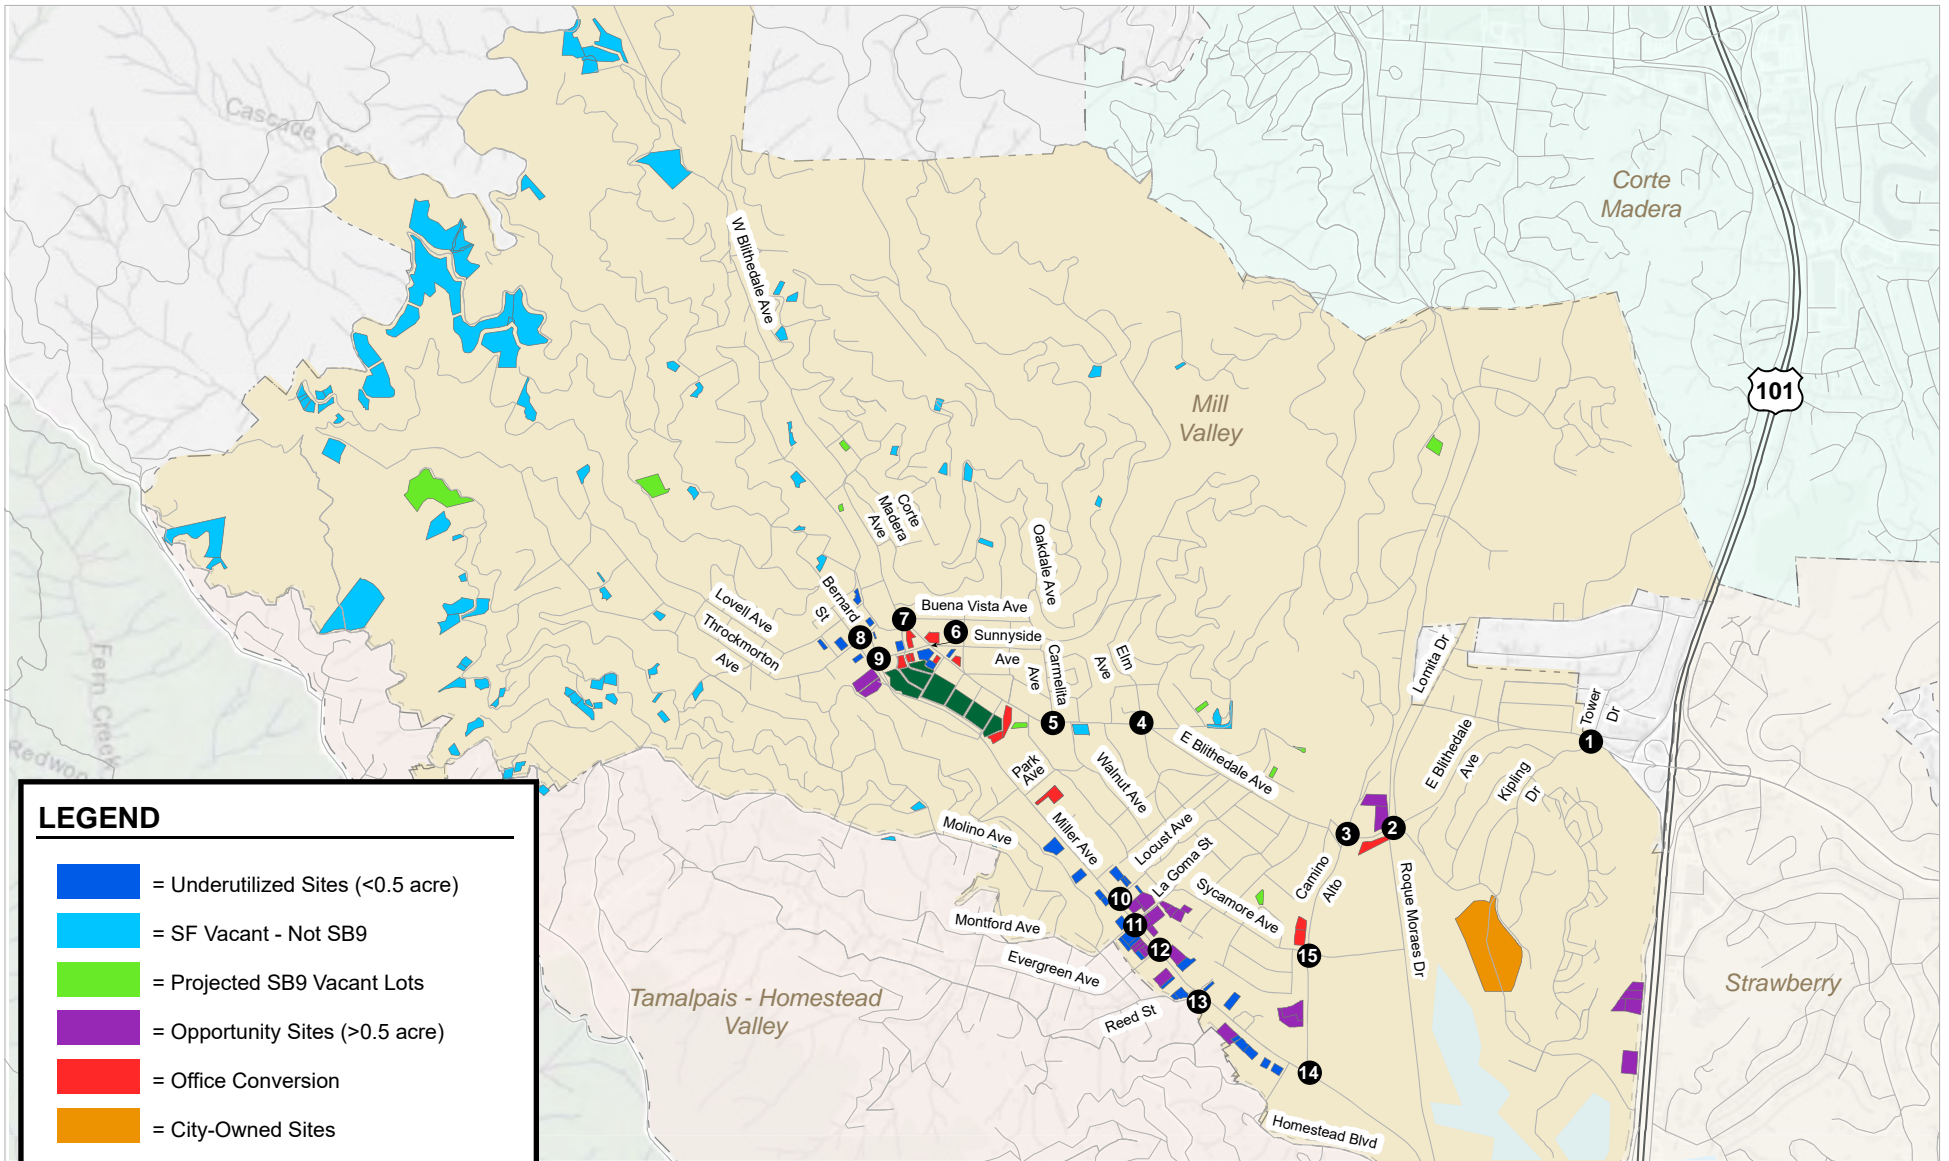 Cascade Creek
Corte
Madera
W Blithedale Ave
101
Mill
Valley
Corte
Madera
Ave
Oakdale Ave
Bernard
St
Lovell Ave
Throckmorton
Ave
Buena Vista Ave
7
6
8
9
Sunnyside
Ave
Carmelita
Ave
Elm
Ave
Lomita Dr
Tower
Dr
Fern Creek
5
4
1
E Blithedale Ave
E Blithedale
Ave
Kipling
Dr
Park
Ave
Walnut Ave
Molino Ave
Miller Ave
Locust Ave
La Goma St
3
2
Camino
Alto
Roque Moraes Dr
Sycamore Ave
10
11
12
15
Montford Ave
Evergreen Ave
Tamalpais - Homestead
Valley
Strawberry
Reed St
13
14
Homestead Blvd
LEGEND
= Underutilized Sites (<0.5 acre)
= SF Vacant - Not SB9
= Projected SB9 Vacant Lots
= Opportunity Sites (>0.5 acre)
= Office Conversion
= City-Owned Sites